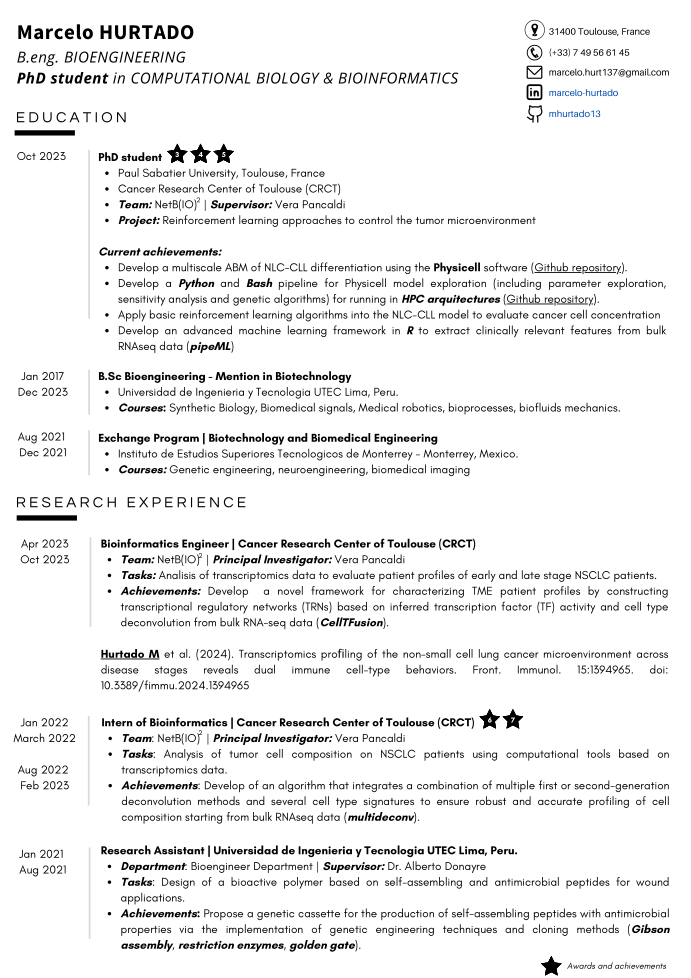 Marcelo HURTADO
B.eng. BIOENGINEERING
PhD student in COMPUTATIONAL BIOLOGY & BIOINFORMATICS
31400 Toulouse, France
(+33) 7 49 56 61 45
marcelo.hurt137@gmail.com
marcelo-hurtado
mhurtado13
EDUCATION
Oct 2023
PhD student 3 4 5
• Paul Sabatier University, Toulouse, France
• Cancer Research Center of Toulouse (CRCT)
• Team: NetB(IO)² | Supervisor: Vera Pancaldi
• Project: Reinforcement learning approaches to control the tumor microenvironment
Current achievements:
• Develop a multiscale ABM of NLC-CLL differentiation using the Physicell software (Github repository).
• Develop a Python and Bash pipeline for Physicell model exploration (including parameter exploration,
sensitivity analysis and genetic algorithms) for running in HPC arquitectures (Github repository).
• Apply basic reinforcement learning algorithms into the NLC-CLL model to evaluate cancer cell concentration
• Develop an advanced machine learning framework in R to extract clinically relevant features from bulk
RNAseq data (pipeML)
Jan 2017
Dec 2023
B.Sc Bioengineering - Mention in Biotechnology
• Universidad de Ingenieria y Tecnologia UTEC Lima, Peru.
• Courses: Synthetic Biology, Biomedical signals, Medical robotics, bioprocesses, biofluids mechanics.
Aug 2021
Dec 2021
Exchange Program | Biotechnology and Biomedical Engineering
• Instituto de Estudios Superiores Tecnologicos de Monterrey - Monterrey, Mexico.
• Courses: Genetic engineering, neuroengineering, biomedical imaging
RESEARCH EXPERIENCE
Apr 2023
Oct 2023
Bioinformatics Engineer | Cancer Research Center of Toulouse (CRCT)
• Team: NetB(IO)² | Principal Investigator: Vera Pancaldi
• Tasks: Analisis of transcriptomics data to evaluate patient profiles of early and late stage NSCLC patients.
• Achievements: Develop a novel framework for characterizing TME patient profiles by constructing
transcriptional regulatory networks (TRNs) based on inferred transcription factor (TF) activity and cell type
deconvolution from bulk RNA-seq data (CellTFusion).
Hurtado M et al. (2024). Transcriptomics profiling of the non-small cell lung cancer microenvironment across
disease stages reveals dual immune cell-type behaviors. Front. Immunol. 15:1394965. doi:
10.3389/fimmu.2024.1394965
Jan 2022
March 2022
Aug 2022
Feb 2023
Intern of Bioinformatics | Cancer Research Center of Toulouse (CRCT) 6 7
• Team: NetB(IO)² | Principal Investigator: Vera Pancaldi
• Tasks: Analysis of tumor cell composition on NSCLC patients using computational tools based on
transcriptomics data.
• Achievements: Develop of an algorithm that integrates a combination of multiple first or second-generation
deconvolution methods and several cell type signatures to ensure robust and accurate profiling of cell
composition starting from bulk RNAseq data (multideconv).
Jan 2021
Aug 2021
Research Assistant | Universidad de Ingenieria y Tecnologia UTEC Lima, Peru.
• Department: Bioengineer Department | Supervisor: Dr. Alberto Donayre
• Tasks: Design of a bioactive polymer based on self-assembling and antimicrobial peptides for wound
applications.
• Achievements: Propose a genetic cassette for the production of self-assembling peptides with antimicrobial
properties via the implementation of genetic engineering techniques and cloning methods (Gibson
assembly, restriction enzymes, golden gate).
Awards and achievements